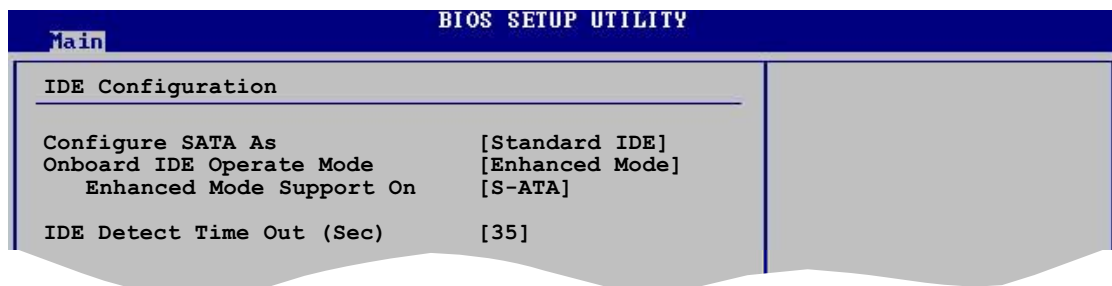 BIOS SETUP UTILITY
Main
IDE Configuration
Configure SATA As [Standard IDE]
Onboard IDE Operate Mode [Enhanced Mode]
Enhanced Mode Support On [S-ATA]
IDE Detect Time Out (Sec) [35]